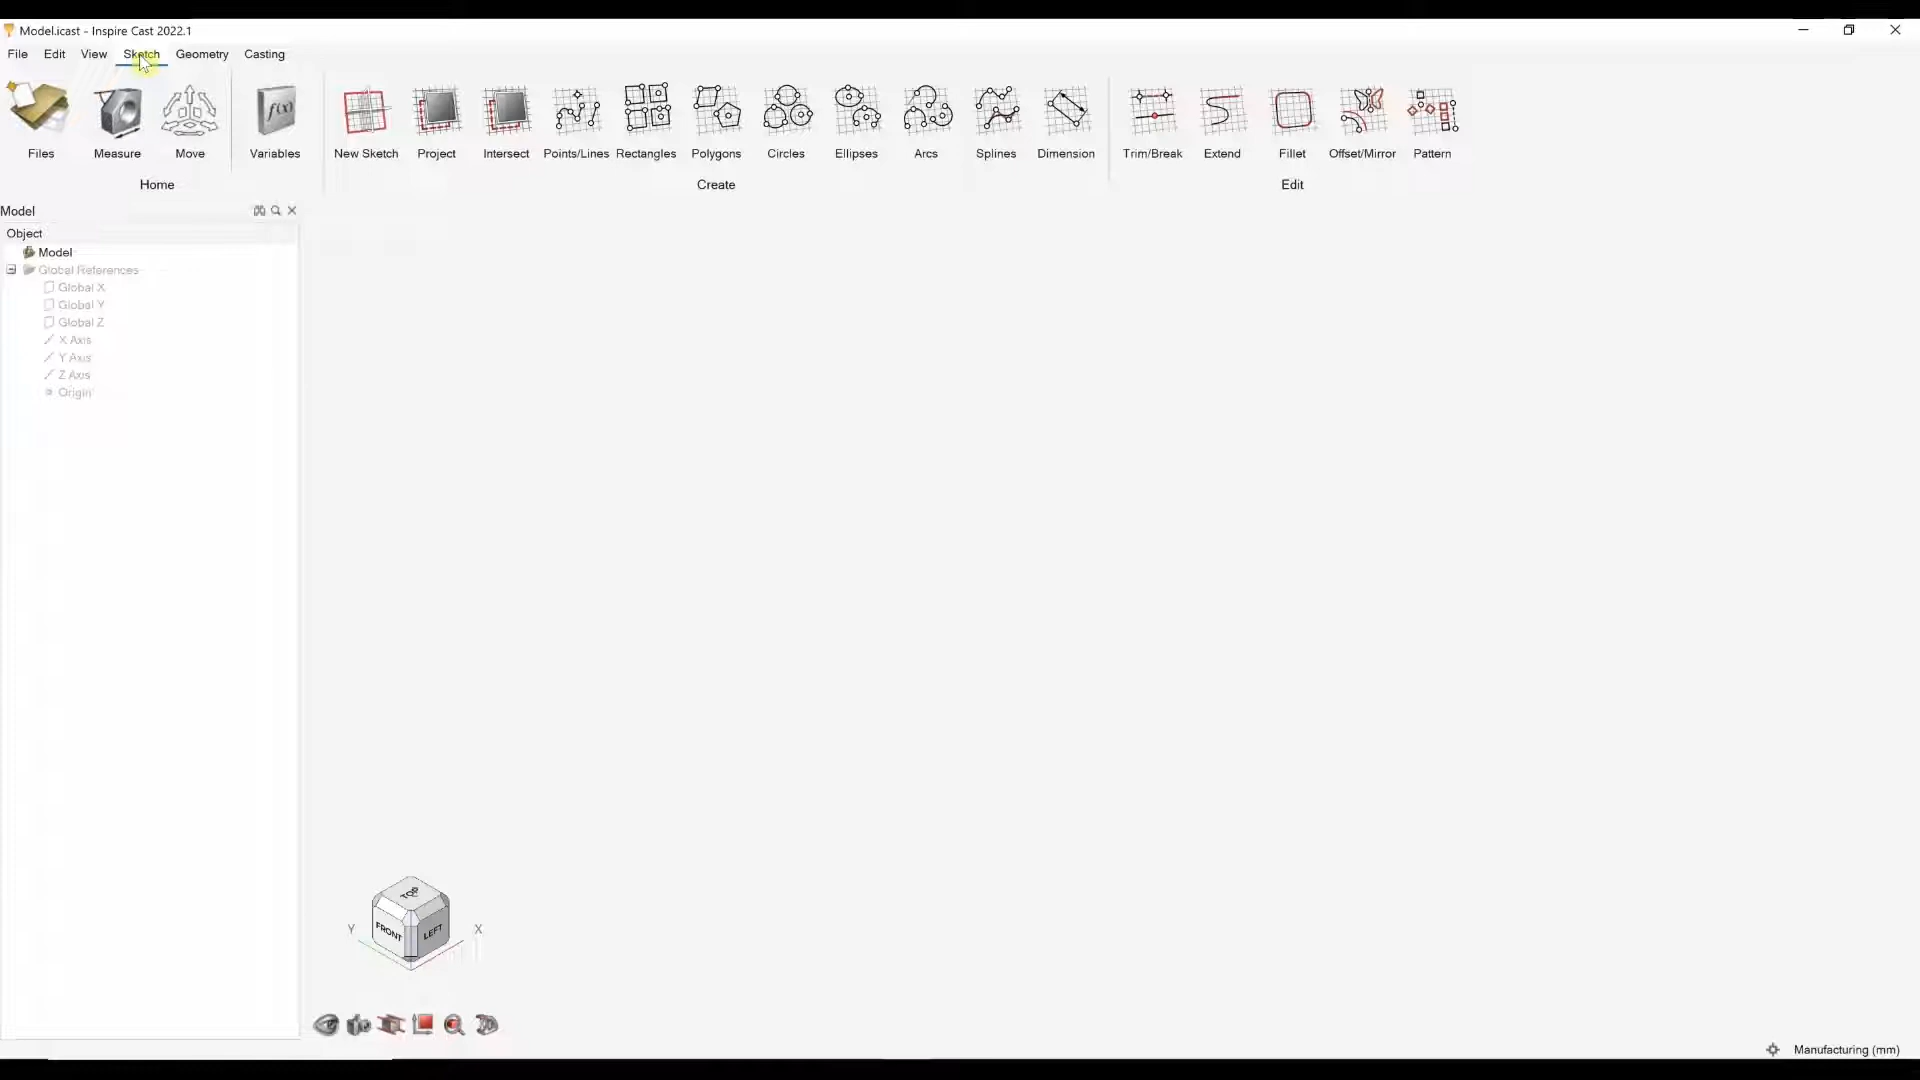 Model.icast - Inspire Cast 2022.1
File Edit View Sketch Geometry Casting
f(x)
Files Measure Move Variables New Sketch Project Intersect Points/Lines Rectangles Polygons Circles Ellipses Arcs Splines Dimension Trim/Break Extend Fillet Offset/Mirror Pattern
Home Create Edit
Model
Object
Model
Global References
Global X
Global Y
Global Z
X Axis
Y Axis
Z Axis
Origin
TOP
Y FRONT LEFT X
Manufacturing (mm)